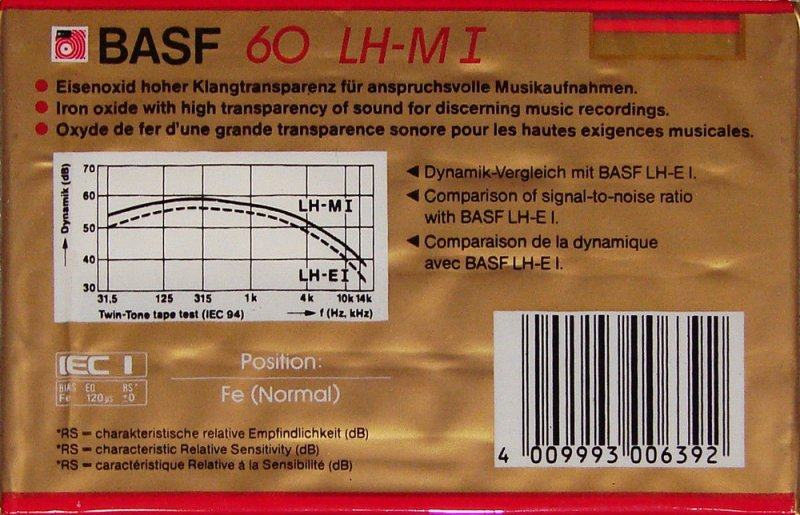 BASF 60 LH-M I
Eisenoxid hoher Klangtransparenz für anspruchsvolle Musikaufnahmen.
Iron oxide with high transparency of sound for discerning music recordings.
Oxyde de fer d'une grande transparence sonore pour les hautes exigences musicales.
Dynamik (dB)
70
60
50
40
30
LH-M I
LH-E I
31.5 125 315 1k 4k 10k 14k
Twin-Tone tape test (IEC 94) f (Hz, kHz)
Dynamik-Vergleich mit BASF LH-E I.
Comparison of signal-to-noise ratio
with BASF LH-E I.
Comparaison de la dynamique
avec BASF LH-E I.
IEC I
BIAS EQ RS*
Fe 120µs ±0
Position:
Fe (Normal)
*RS – charakteristische relative Empfindlichkeit (dB)
*RS – characteristic Relative Sensitivity (dB)
*RS – caractéristique Relative à la Sensibilité (dB)
4 009993 006392